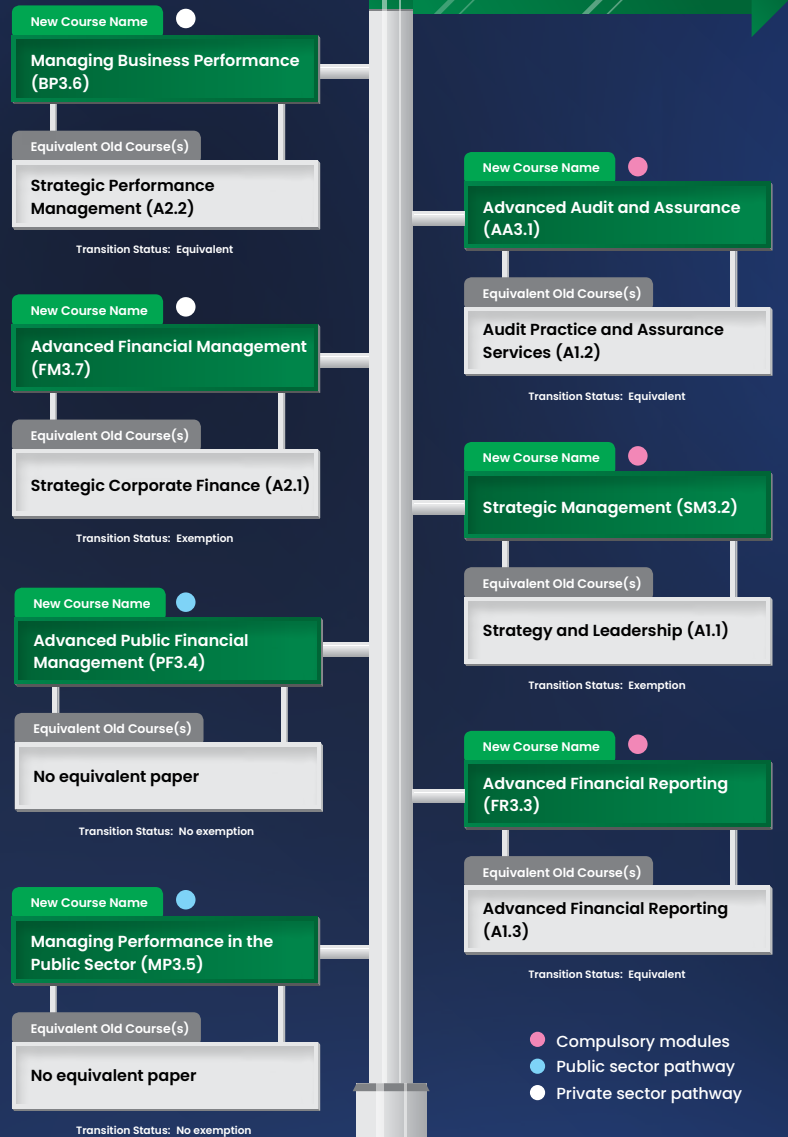 New Course Name
Managing Business Performance
(BP3.6)
Equivalent Old Course(s)
Strategic Performance
Management (A2.2)
Transition Status: Equivalent
New Course Name
Advanced Financial Management
(FM3.7)
Equivalent Old Course(s)
Strategic Corporate Finance (A2.1)
Transition Status: Exemption
New Course Name
Advanced Public Financial
Management (PF3.4)
Equivalent Old Course(s)
No equivalent paper
Transition Status: No exemption
New Course Name
Managing Performance in the
Public Sector (MP3.5)
Equivalent Old Course(s)
No equivalent paper
Transition Status: No exemption
New Course Name
Advanced Audit and Assurance
(AA3.1)
Equivalent Old Course(s)
Audit Practice and Assurance
Services (A1.2)
Transition Status: Equivalent
New Course Name
Strategic Management (SM3.2)
Equivalent Old Course(s)
Strategy and Leadership (A1.1)
Transition Status: Exemption
New Course Name
Advanced Financial Reporting
(FR3.3)
Equivalent Old Course(s)
Advanced Financial Reporting
(A1.3)
Transition Status: Equivalent
Compulsory modules
Public sector pathway
Private sector pathway